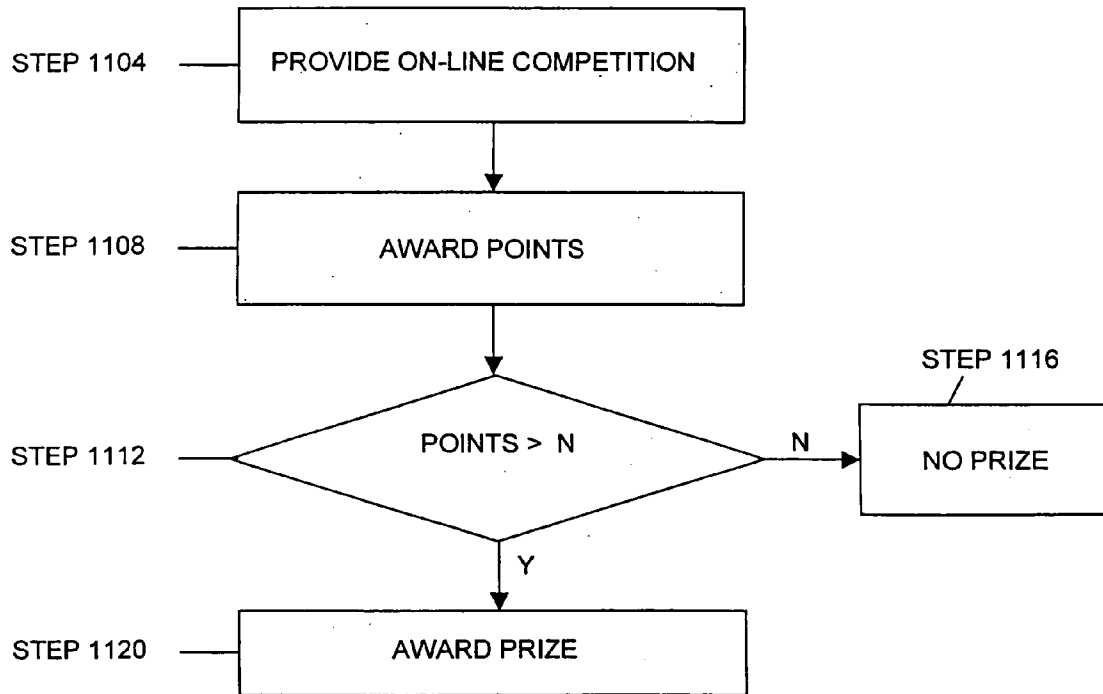 STEP 1104
PROVIDE ON-LINE COMPETITION
STEP 1108
AWARD POINTS
STEP 1116
STEP 1112
POINTS > N
N
NO PRIZE
Y
STEP 1120
AWARD PRIZE